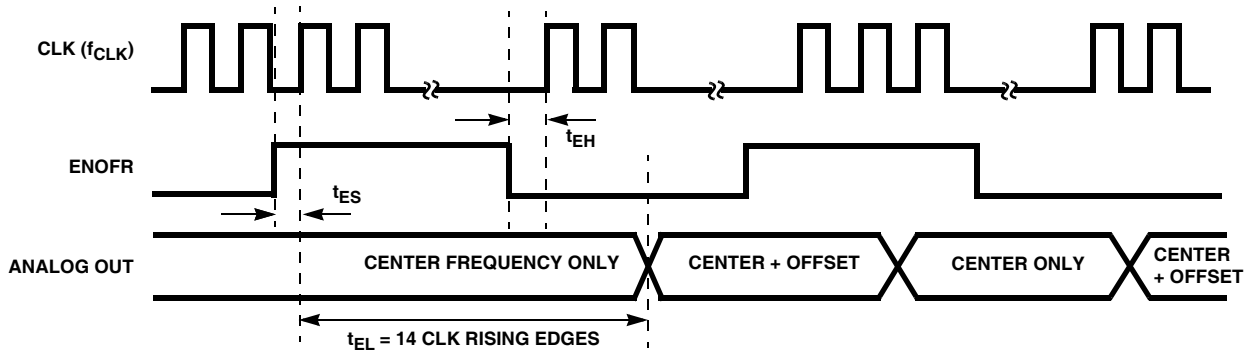 CLK (fCLK)
tEH
ENOFR
tES
ANALOG OUT
CENTER FREQUENCY ONLY
CENTER + OFFSET
CENTER ONLY
CENTER
+ OFFSET
tEL = 14 CLK RISING EDGES